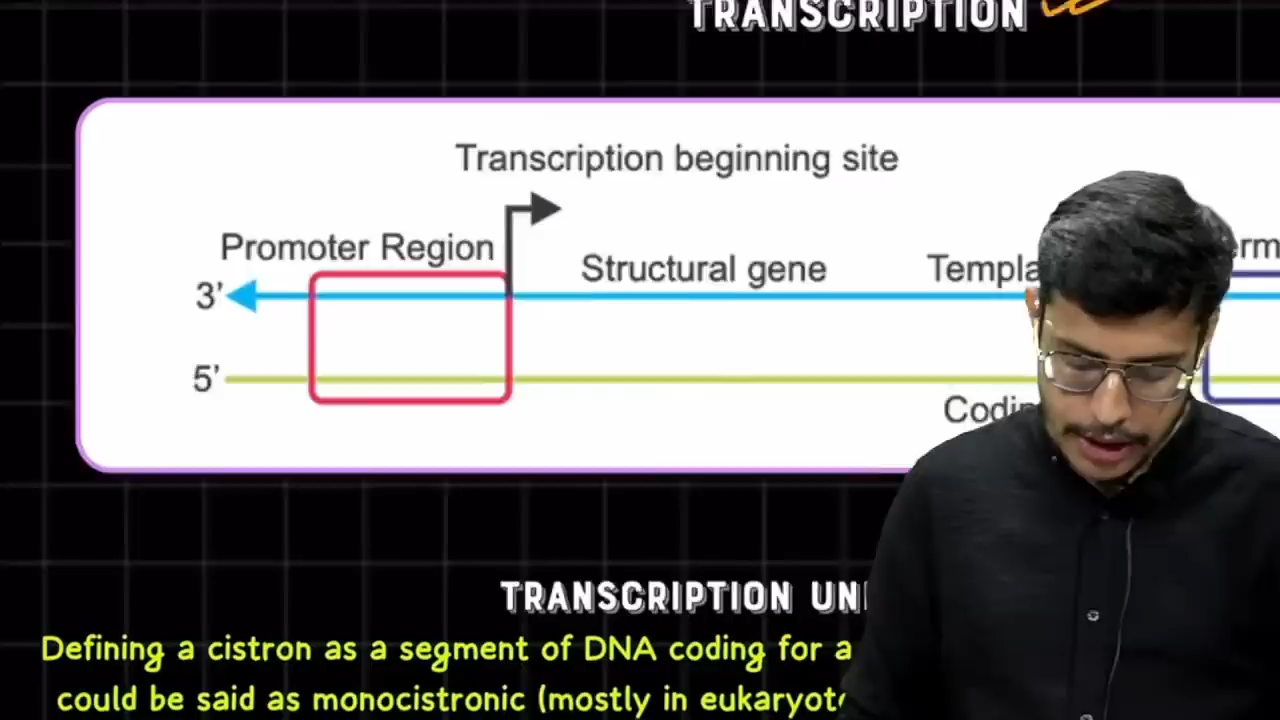 TRANSCRIPTION
Transcription beginning site
Promoter Region
Structural gene
3’
5’
TRANSCRIPTION
Defining a cistron as a segment of DNA coding for a
could be said as monocistronic (mostly in